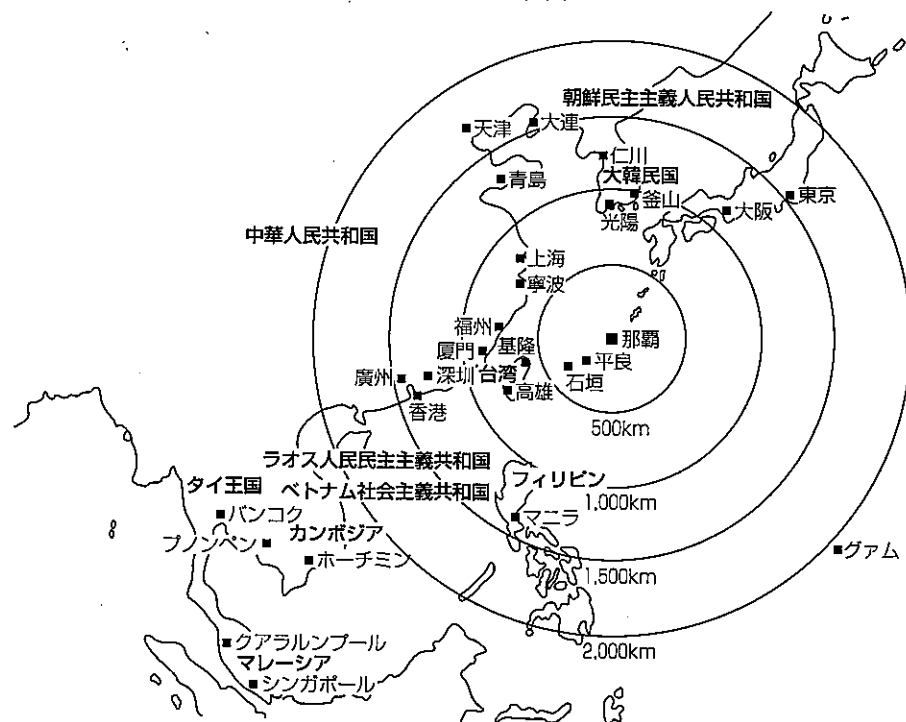 朝鮮民主主義人民共和国
天津
大連
仁川
大韓民国
青島
釜山
光陽
大阪
東京
中華人民共和国
上海
寧波
福州
那覇
厦門
基隆
平良
廣州
深圳
台湾
石垣
高雄
香港
500km
ラオス人民民主主義共和国
タイ王国
ベトナム社会主義共和国
フィリピン
1,000km
バンコク
マニラ
カンボジア
プノンペン
ホーチミン
グァム
1,500km
クアラルンプール
2,000km
マレーシア
シンガポール